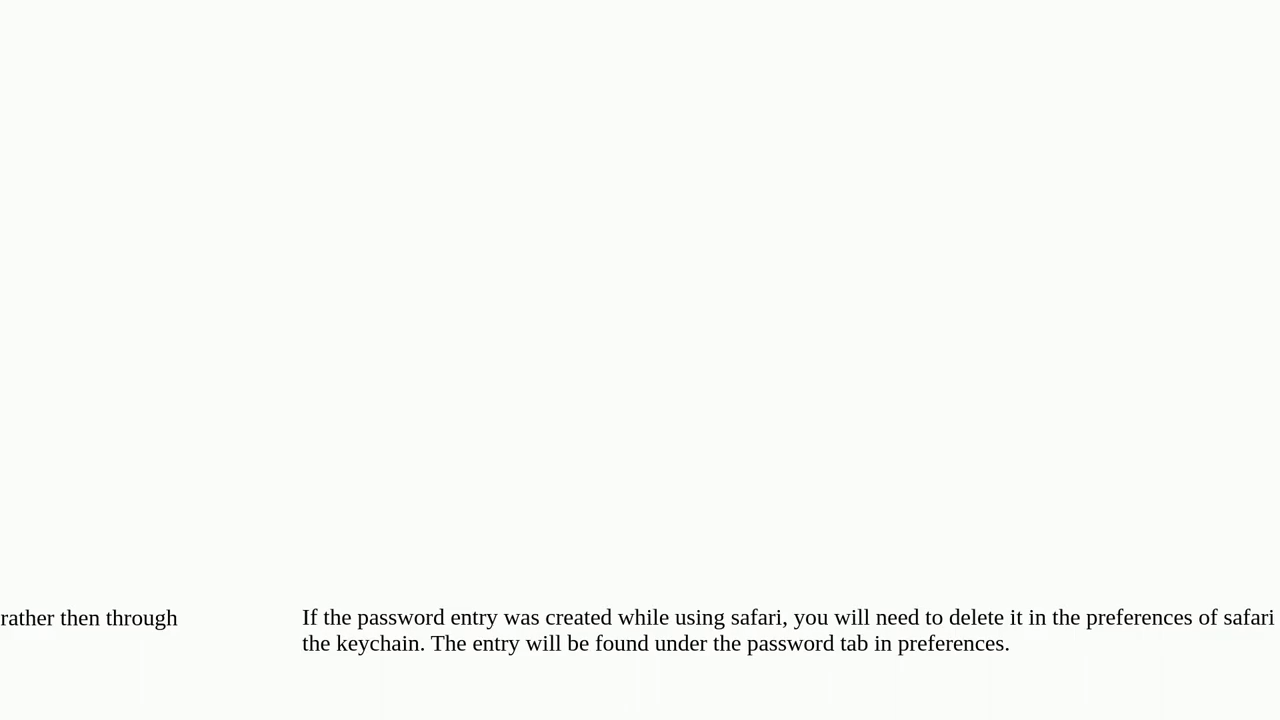 If the password entry was created while using safari, you will need to delete it in the preferences of safari
rather then through
the keychain. The entry will be found under the password tab in preferences.